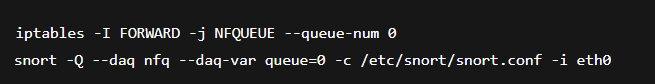 iptables -I FORWARD -j NFQUEUE --queue-num 0
snort -Q --daq nfq --daq-var queue=0 -c /etc/snort/snort.conf -i eth0